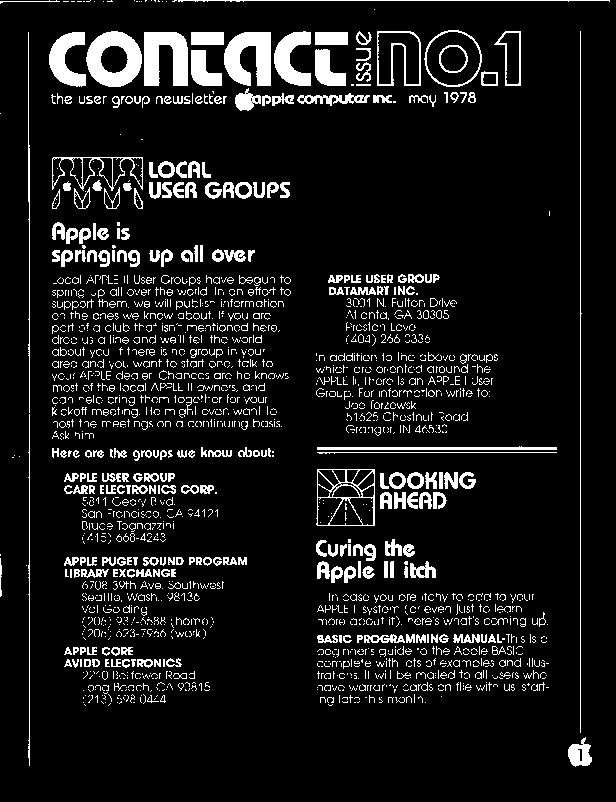 contact issue no.1
the user group newsletter apple computer inc. may 1978
LOCAL
USER GROUPS
Apple is
springing up all over
Local APPLE II User Groups have begun to
spring up all over the world. In an effort to
support them, we will publish information
on the ones we know about. If you are
part of a club that isn't mentioned here,
drop us a line and we'll tell the world
about you. If there is no group in your
area and you want to start one, talk to
your APPLE dealer. Chances are he knows
most of the local APPLE II owners, and
can help bring them together for your
kickoff meeting. He might even want to
host the meetings on a continuing basis.
Ask him.
Here are the groups we know about:
APPLE USER GROUP
CARR ELECTRONICS CORP.
5811 Geary Blvd.
San Francisco, CA 94121
Bruce Tognazzini
(415) 668-4243
APPLE PUGET SOUND PROGRAM
LIBRARY EXCHANGE
6708 39th Ave. Southwest
Seattle, Wash. 98136
Val Golding
(206) 937-6588 (home)
(206) 623-7966 (work)
APPLE CORE
AVIDD ELECTRONICS
2210 Bellflower Road
Long Beach, CA 90815
(213) 598-0444
APPLE USER GROUP
DATAMART INC.
3001 N. Fulton Drive
Atlanta, GA 30305
Preston Love
(404) 266-0336
In addition to the above groups
which are oriented around the
APPLE II, there is an APPLE I User
Group. For information write to:
Joe Torzewski
51625 Chestnut Road
Granger, IN 46530
LOOKING
AHEAD
Curing the
Apple II itch
In case you are itchy to add to your
APPLE II system (or even just to learn
more about it), here's what's coming up.
BASIC PROGRAMMING MANUAL-This is a
beginner's guide to the Apple BASIC
complete with lots of examples and illus-
trations. It will be mailed to all users who
have warranty cards on file with us start-
ing late this month.
1